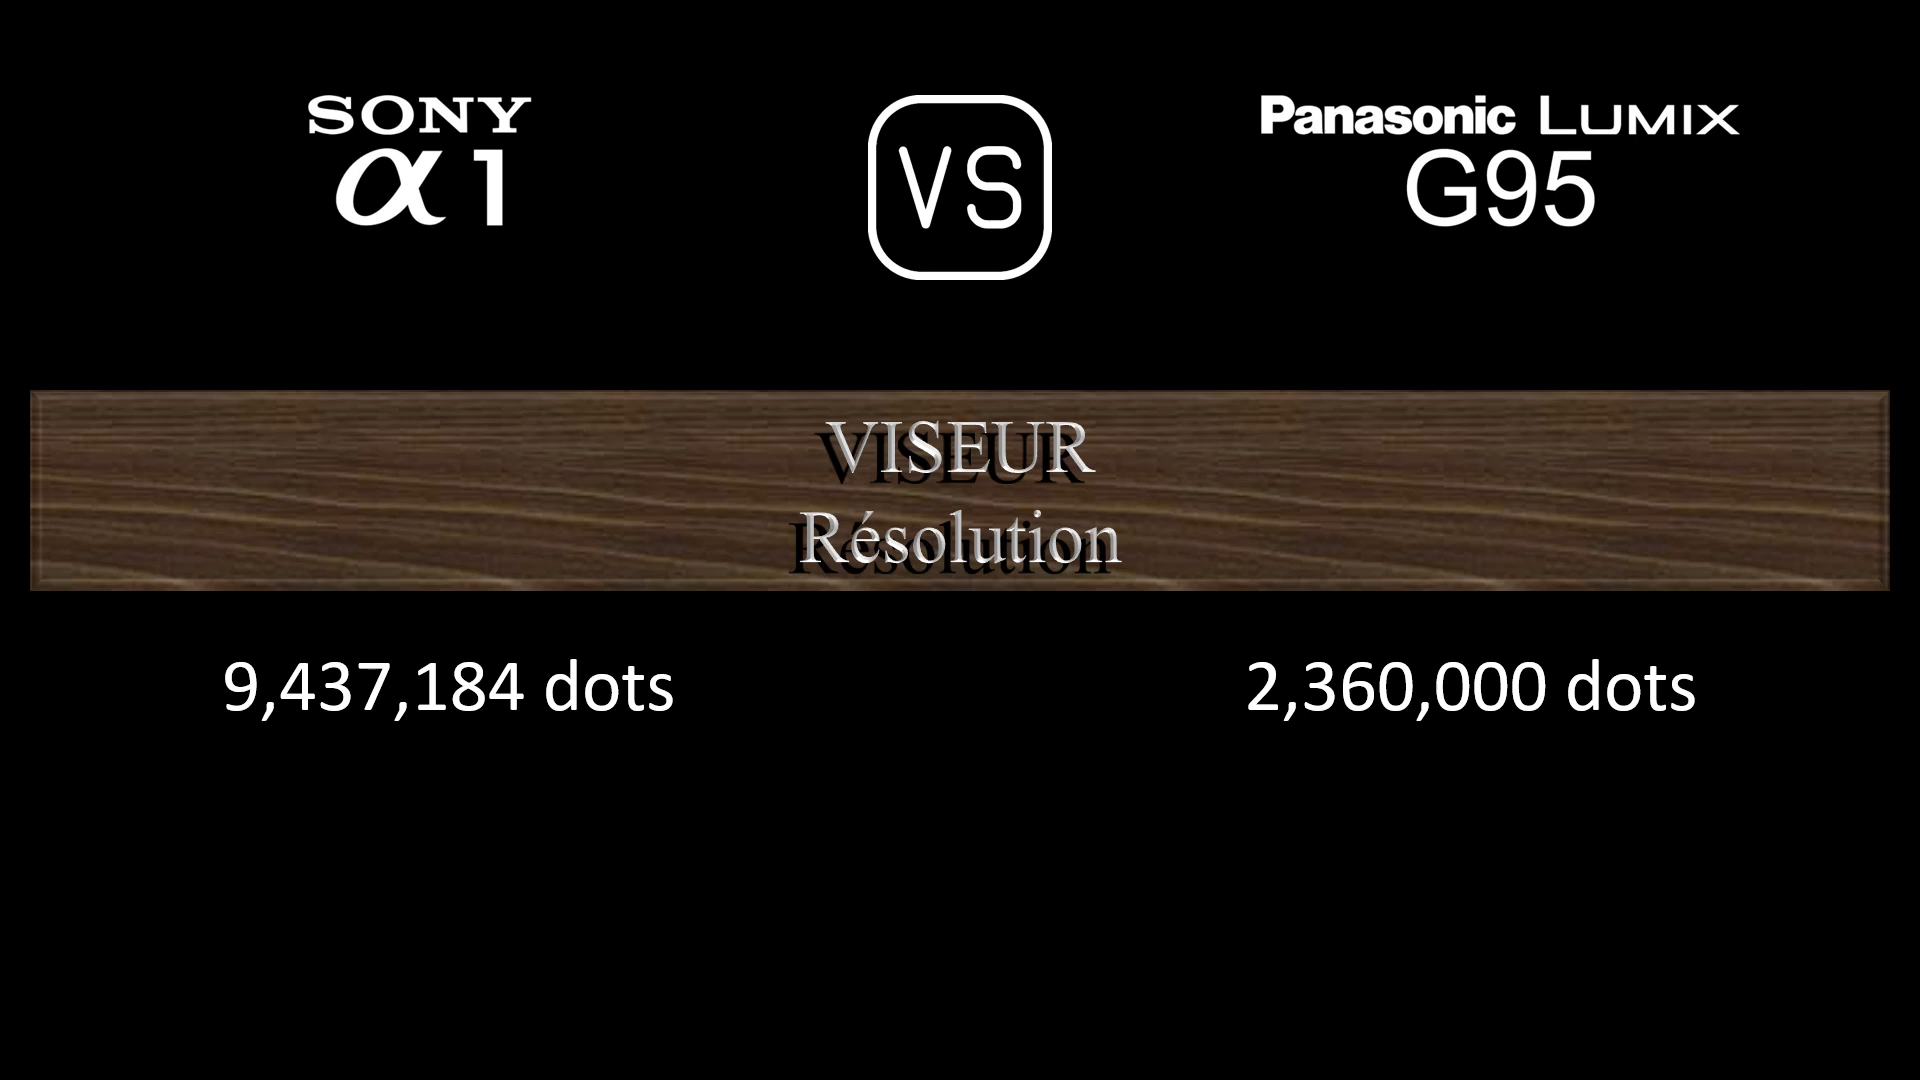 SONY
α1
VS
Panasonic LUMIX
G95
VISEUR
Résolution
9,437,184 dots
2,360,000 dots